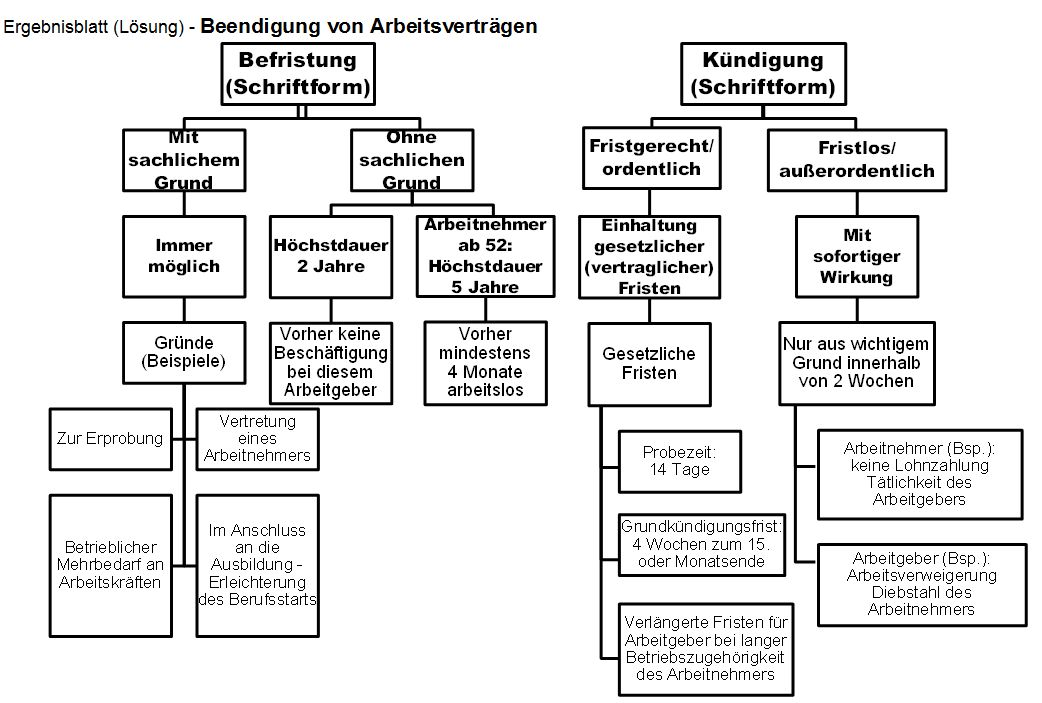 Ergebnisblatt (Lösung) - Beendigung von Arbeitsverträgen
Befristung
(Schriftform)
Mit
sachlichem
Grund
Immer
möglich
Gründe
(Beispiele)
Zur Erprobung
Vertretung
eines
Arbeitnehmers
Betrieblicher
Mehrbedarf an
Arbeitskräften
Im Anschluss
an die
Ausbildung -
Erleichterung
des Berufsstarts
Ohne
sachlichen
Grund
Höchstdauer
2 Jahre
Vorher keine
Beschäftigung
bei diesem
Arbeitgeber
Arbeitnehmer
ab 52:
Höchstdauer
5 Jahre
Vorher
mindestens
4 Monate
arbeitslos
Kündigung
(Schriftform)
Fristgerecht/
ordentlich
Einhaltung
gesetzlicher
(vertraglicher)
Fristen
Gesetzliche
Fristen
Probezeit:
14 Tage
Grundkündigungsfrist:
4 Wochen zum 15.
oder Monatsende
Verlängerte Fristen für
Arbeitgeber bei langer
Betriebszugehörigkeit
des Arbeitnehmers
Fristlos/
außerordentlich
Mit
sofortiger
Wirkung
Nur aus wichtigem
Grund innerhalb
von 2 Wochen
Arbeitnehmer (Bsp.):
keine Lohnzahlung
Tätlichkeit des
Arbeitgebers
Arbeitgeber (Bsp.):
Arbeitsverweigerung
Diebstahl des
Arbeitnehmers